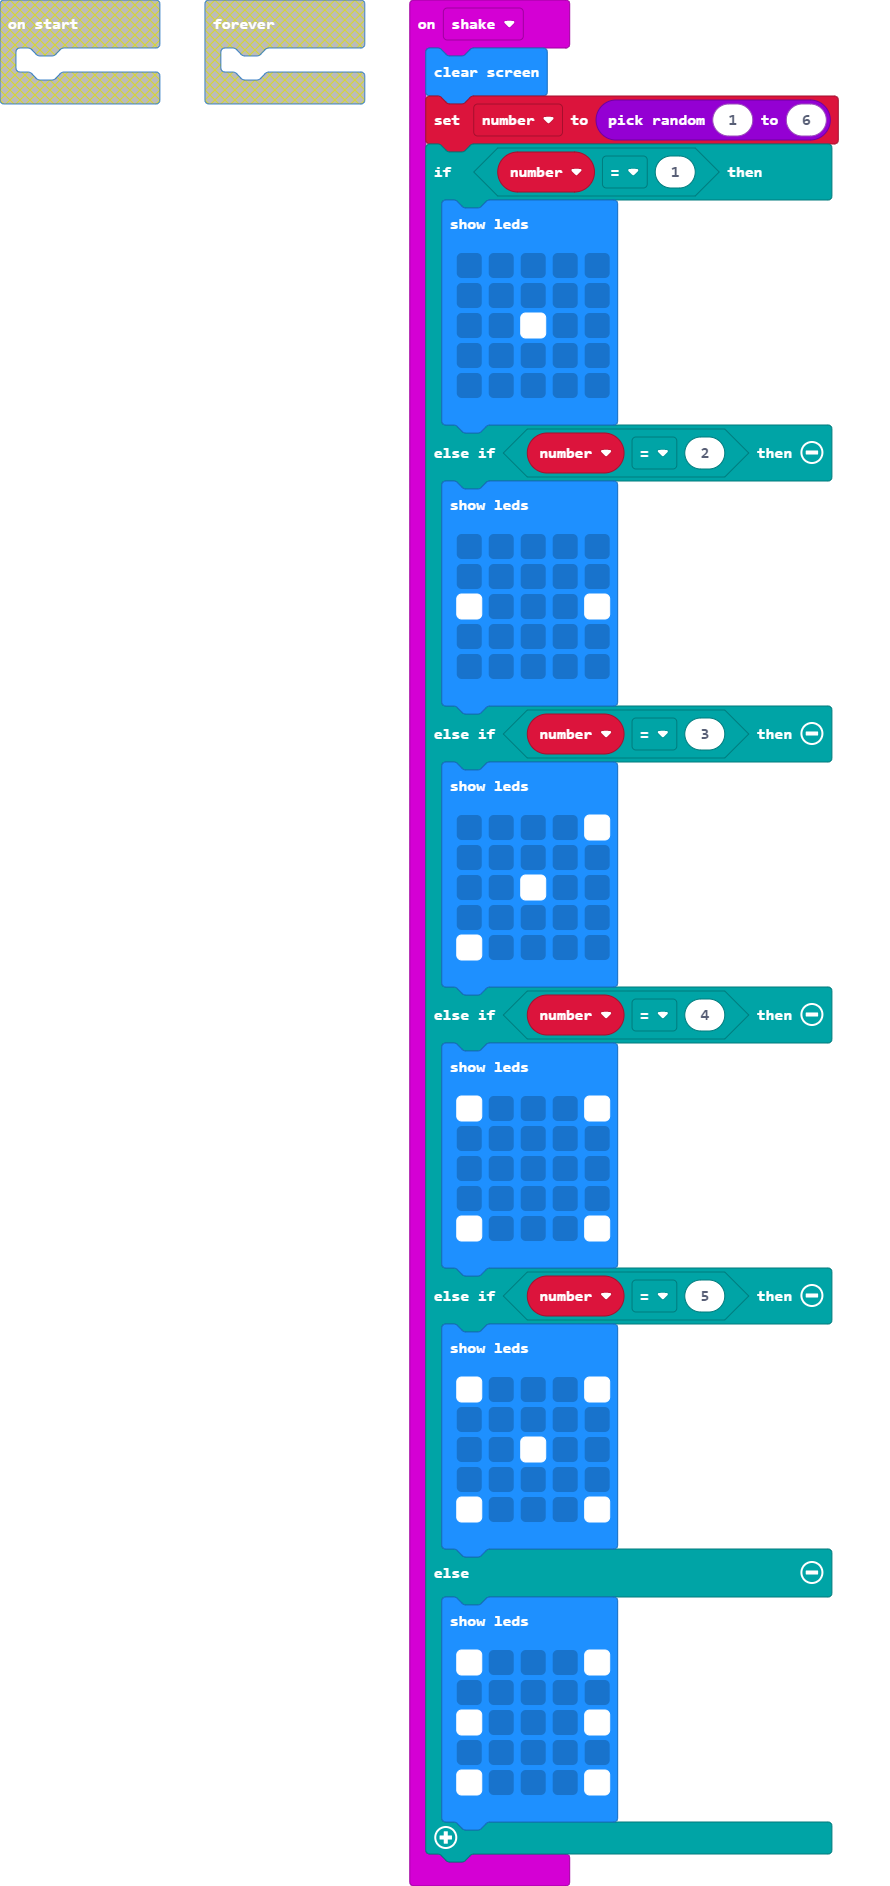 on start
forever
on shake
clear screen
set number to pick random 1 to 6
if number = 1 then
show leds
else if number = 2 then
show leds
else if number = 3 then
show leds
else if number = 4 then
show leds
else if number = 5 then
show leds
else
show leds